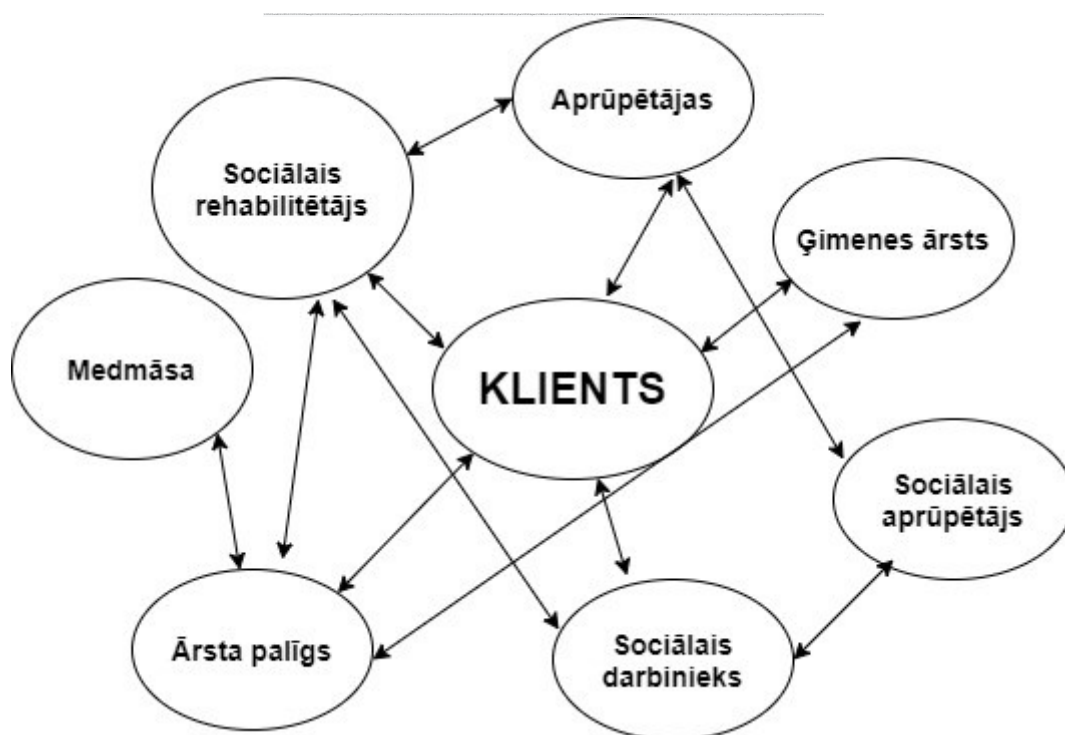 Aprūpētājas
Sociālais
rehabilitētājs
Ģimenes ārsts
Medmāsa
KLIENTS
Sociālais
aprūpētājs
Ārsta palīgs
Sociālais
darbinieks